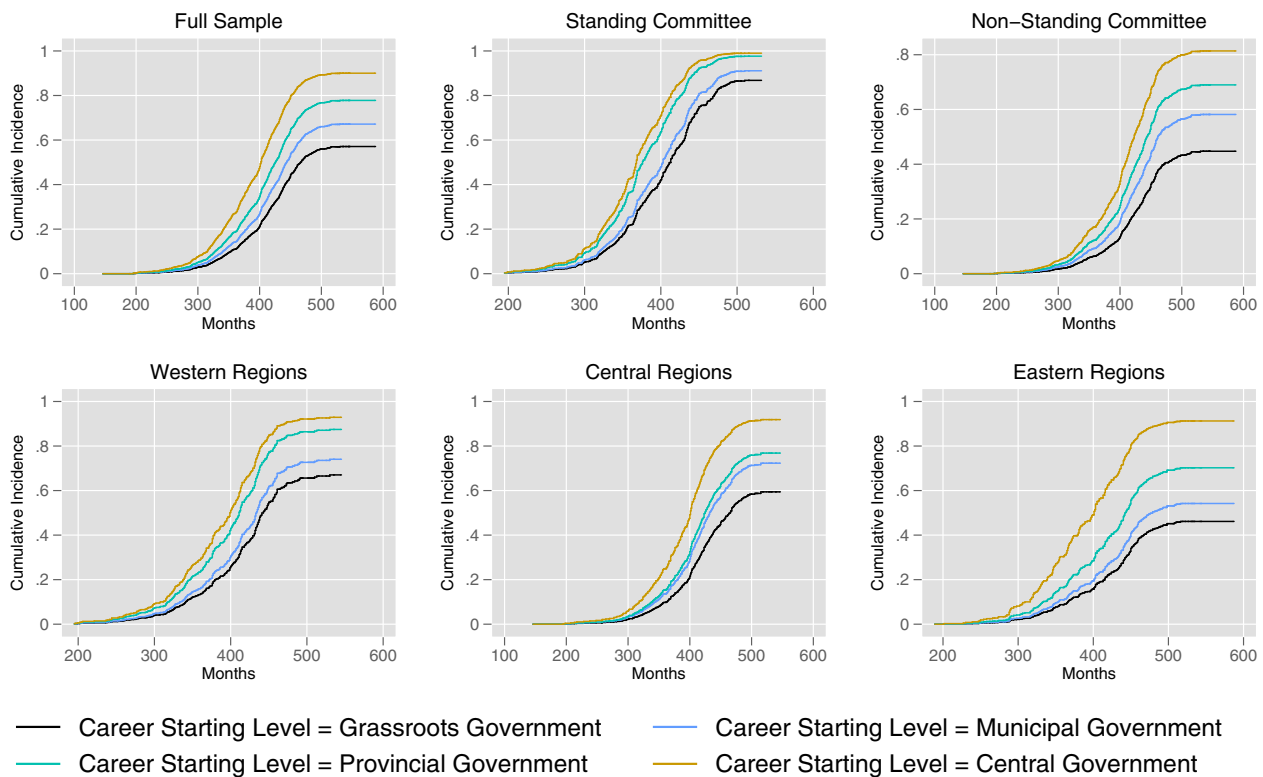 Full Sample
Standing Committee
Non−Standing Committee
Cumulative Incidence
1
.8
.6
.4
.2
0
100 200 300 400 500 600
Months
Cumulative Incidence
1
.8
.6
.4
.2
0
200 300 400 500 600
Months
Cumulative Incidence
.8
.6
.4
.2
0
100 200 300 400 500 600
Months
Western Regions
Central Regions
Eastern Regions
Cumulative Incidence
1
.8
.6
.4
.2
0
200 300 400 500 600
Months
Cumulative Incidence
1
.8
.6
.4
.2
0
100 200 300 400 500 600
Months
Cumulative Incidence
1
.8
.6
.4
.2
0
200 300 400 500 600
Months
Career Starting Level = Grassroots Government
Career Starting Level = Municipal Government
Career Starting Level = Provincial Government
Career Starting Level = Central Government